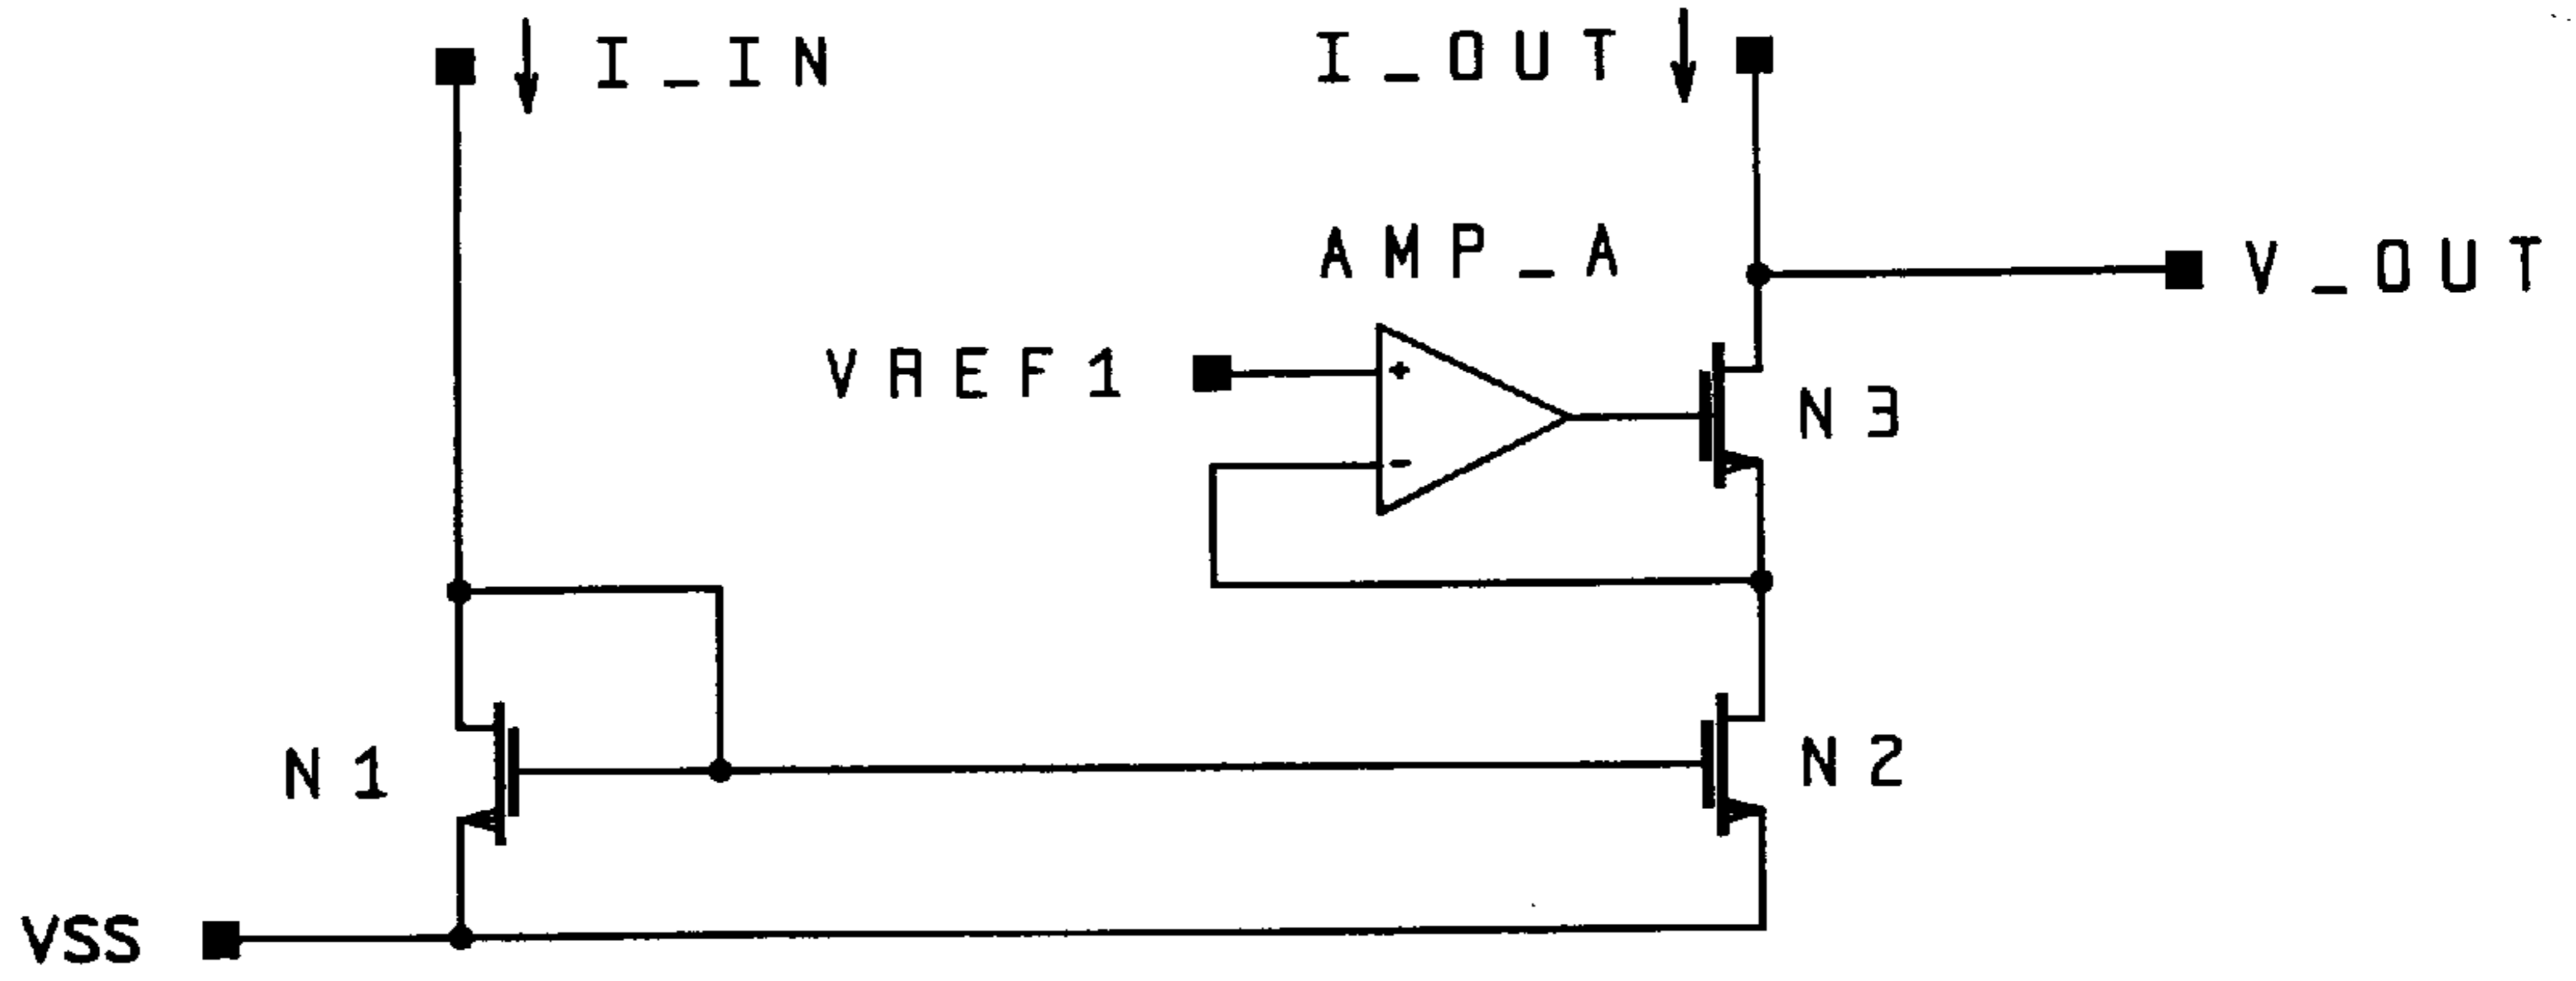 I_IN
I_OUT
AMP_A
V_OUT
VREF1
+
-
N3
N1
N2
VSS